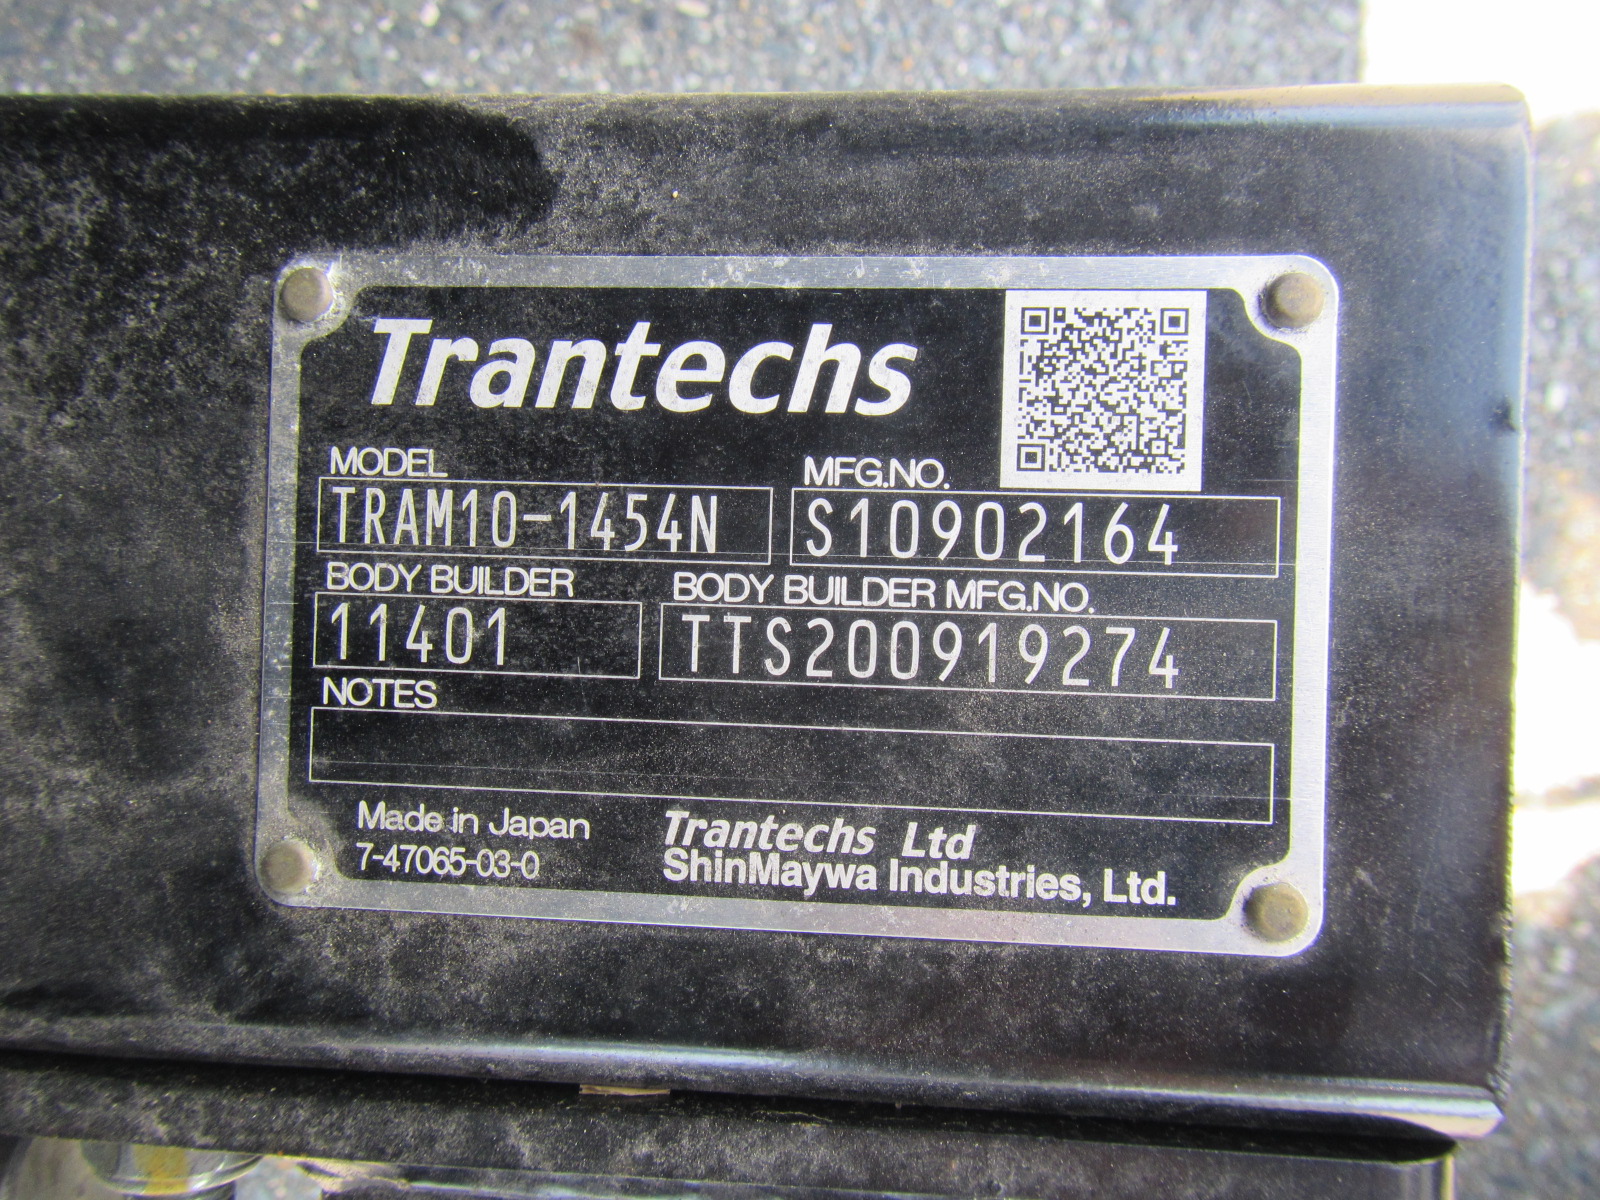 Trantechs
MODEL
MFG.NO.
TRAM10-1454N
S10902164
BODY BUILDER
BODY BUILDER MFG.NO.
11401
TTS200919274
NOTES
Made in Japan
7-47065-03-0
Trantechs Ltd
ShinMaywa Industries, Ltd.